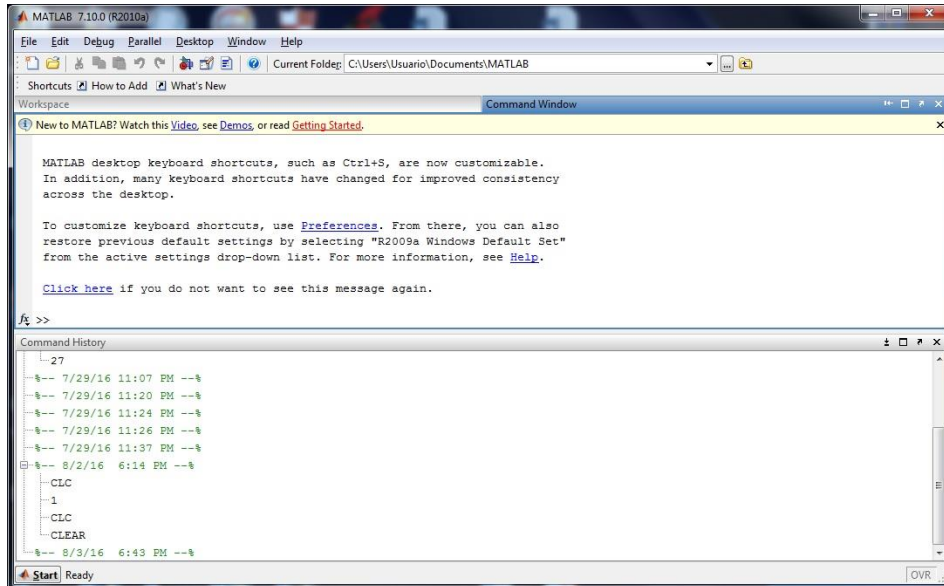 MATLAB 7.10.0 (R2010a)
File Edit Debug Parallel Desktop Window Help
Current Folder: C:\Users\Usuario\Documents\MATLAB
Shortcuts How to Add What's New
Workspace Command Window
New to MATLAB? Watch this Video, see Demos, or read Getting Started.
MATLAB desktop keyboard shortcuts, such as Ctrl+S, are now customizable.
In addition, many keyboard shortcuts have changed for improved consistency
across the desktop.
To customize keyboard shortcuts, use Preferences. From there, you can also
restore previous default settings by selecting "R2009a Windows Default Set"
from the active settings drop-down list. For more information, see Help.
Click here if you do not want to see this message again.
fx >>
Command History
27
%-- 7/29/16 11:07 PM --%
%-- 7/29/16 11:20 PM --%
%-- 7/29/16 11:24 PM --%
%-- 7/29/16 11:26 PM --%
%-- 7/29/16 11:37 PM --%
%-- 8/2/16 6:14 PM --%
CLC
1
CLC
CLEAR
%-- 8/3/16 6:43 PM --%
Start Ready OVR